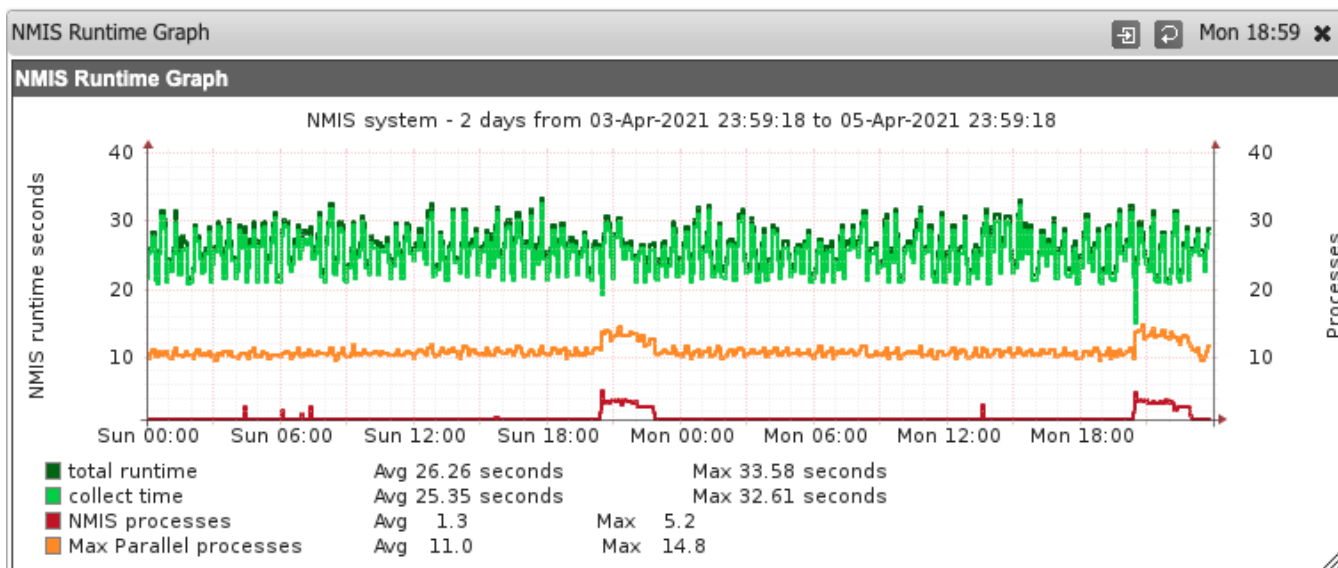 NMIS Runtime Graph
Mon 18:59
NMIS Runtime Graph
NMIS system - 2 days from 03-Apr-2021 23:59:18 to 05-Apr-2021 23:59:18
NMIS runtime seconds
40
30
20
10
40
30
20
10
Processes
Sun 00:00 Sun 06:00 Sun 12:00 Sun 18:00 Mon 00:00 Mon 06:00 Mon 12:00 Mon 18:00
total runtime Avg 26.26 seconds Max 33.58 seconds
collect time Avg 25.35 seconds Max 32.61 seconds
NMIS processes Avg 1.3 Max 5.2
Max Parallel processes Avg 11.0 Max 14.8